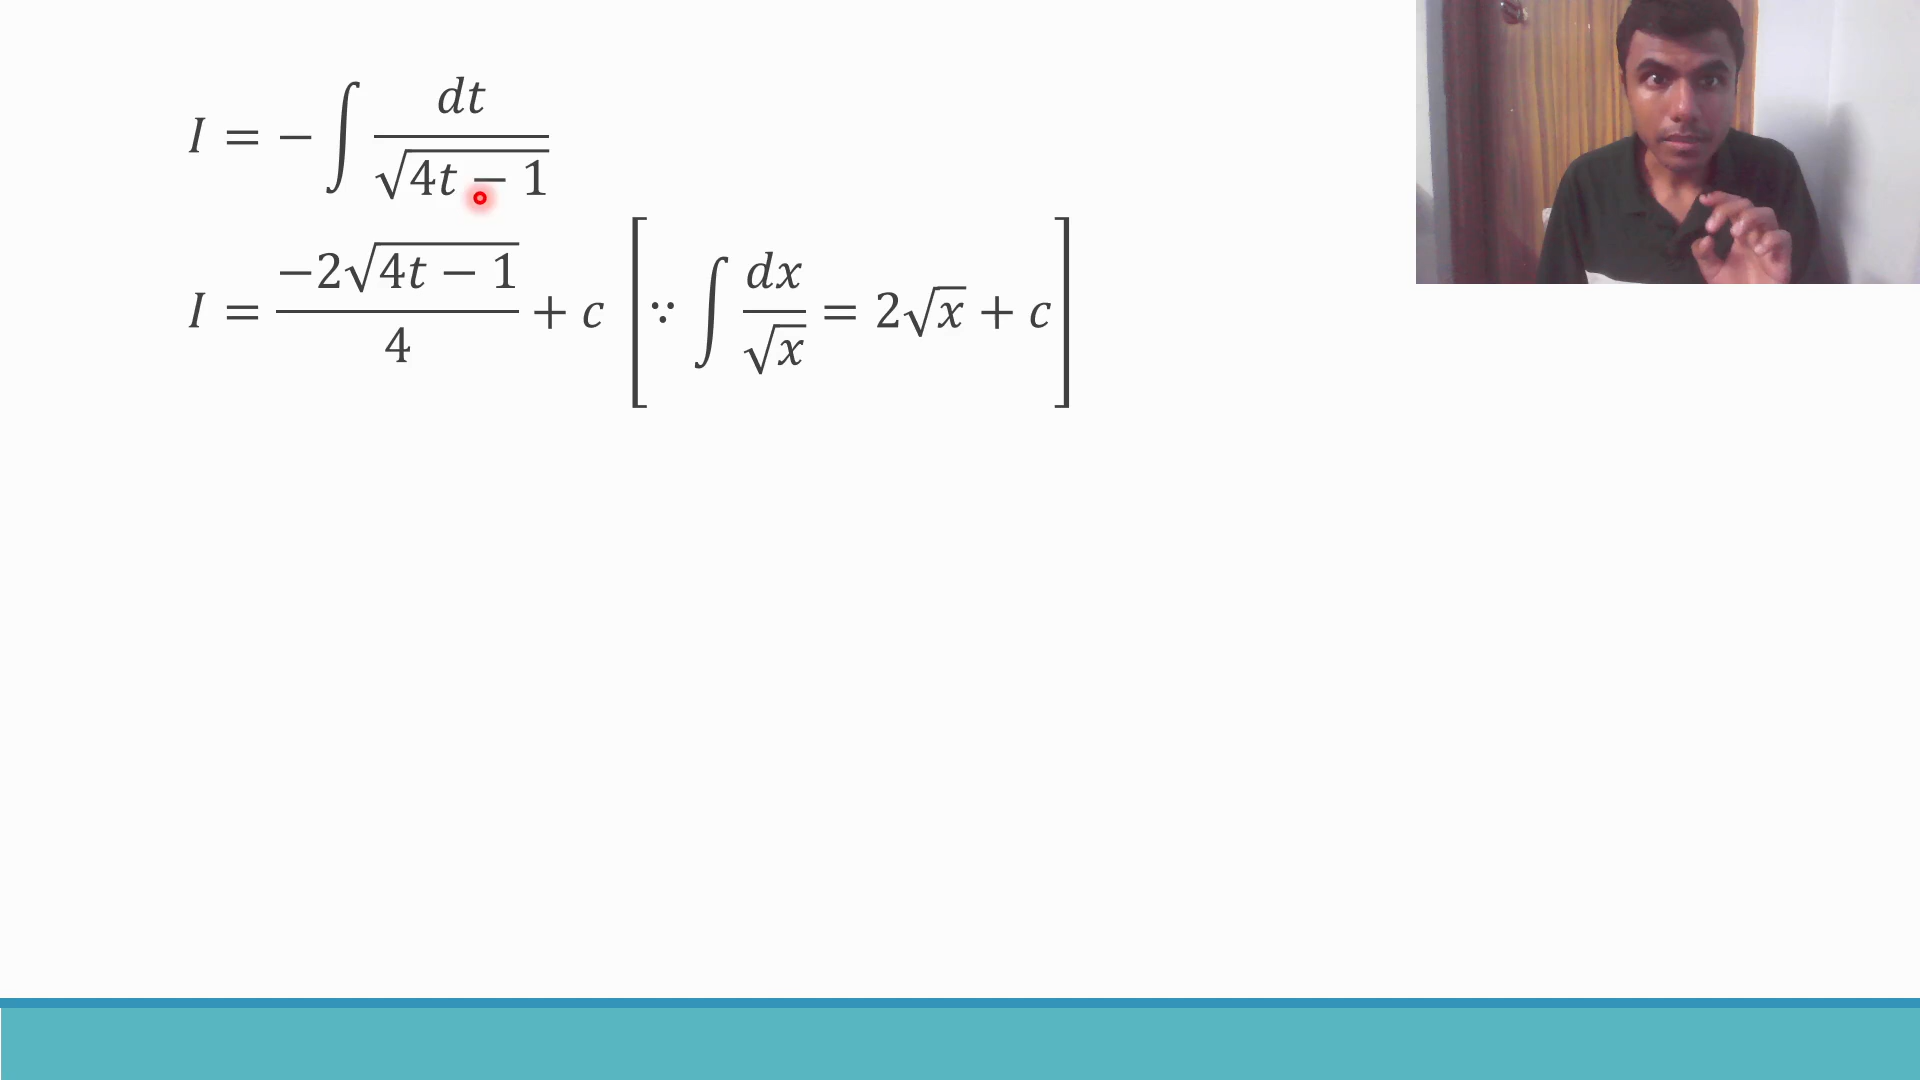 I = −∫ dt/√(4t − 1)
I = −2√(4t − 1)/4 + c [∵ ∫ dx/√x = 2√x + c]